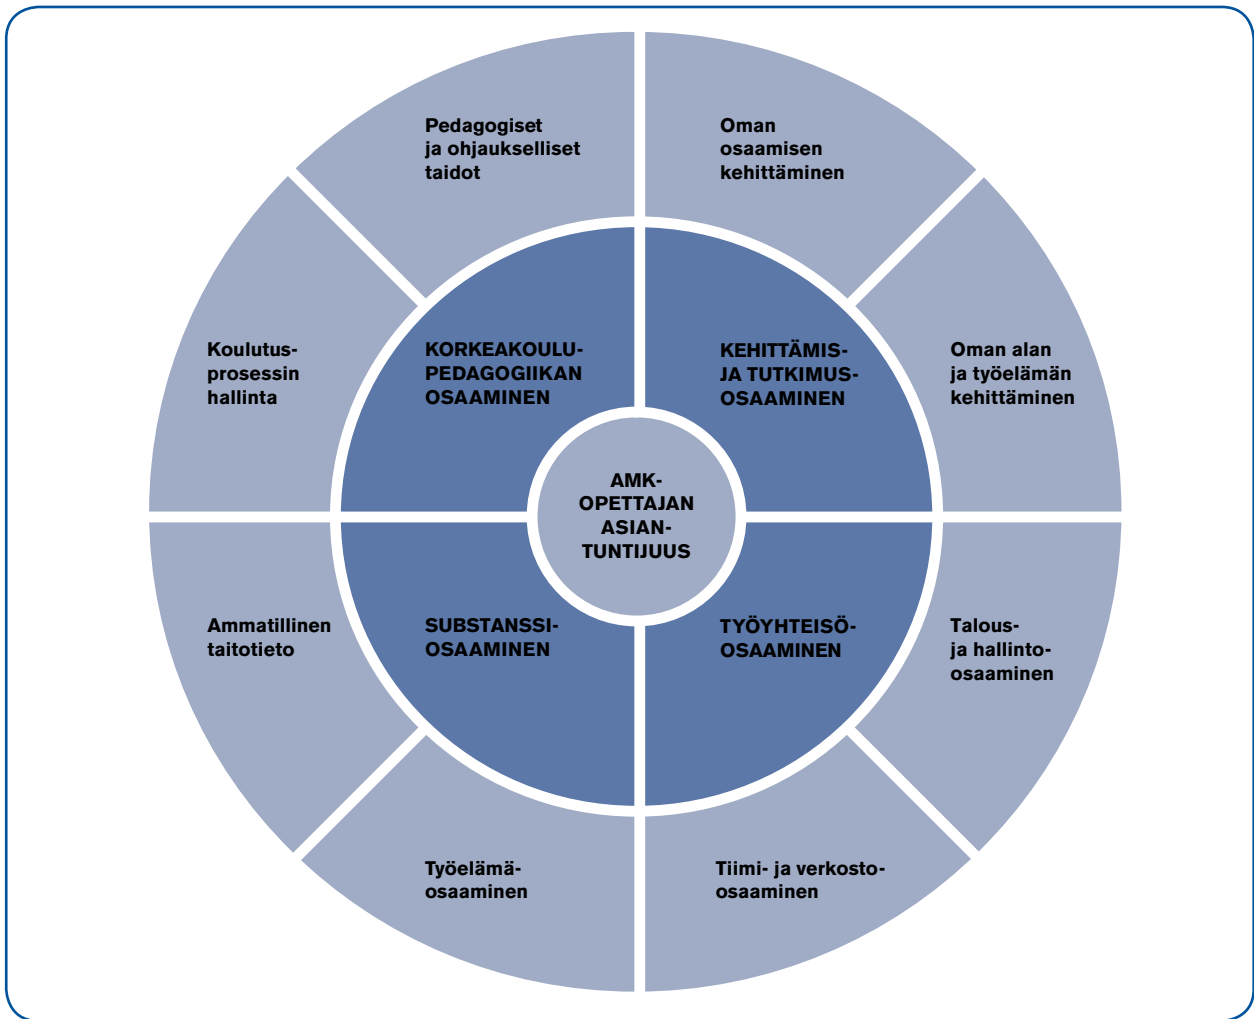 Pedagogiset
ja ohjaukselliset
taidot
Oman
osaamisen
kehittäminen
Koulutus-
prosessin
hallinta
KORKEAKOULU-
PEDAGOGIIKAN
OSAAMINEN
KEHITTÄMIS-
JA TUTKIMUS-
OSAAMINEN
Oman alan
ja työelämän
kehittäminen
AMK-
OPETTAJAN
ASIAN-
TUNTIJUUS
Ammatillinen
taitotieto
SUBSTANSSI-
OSAAMINEN
TYÖYHTEISÖ-
OSAAMINEN
Talous-
ja hallinto-
osaaminen
Työelämä-
osaaminen
Tiimi- ja verkosto-
osaaminen